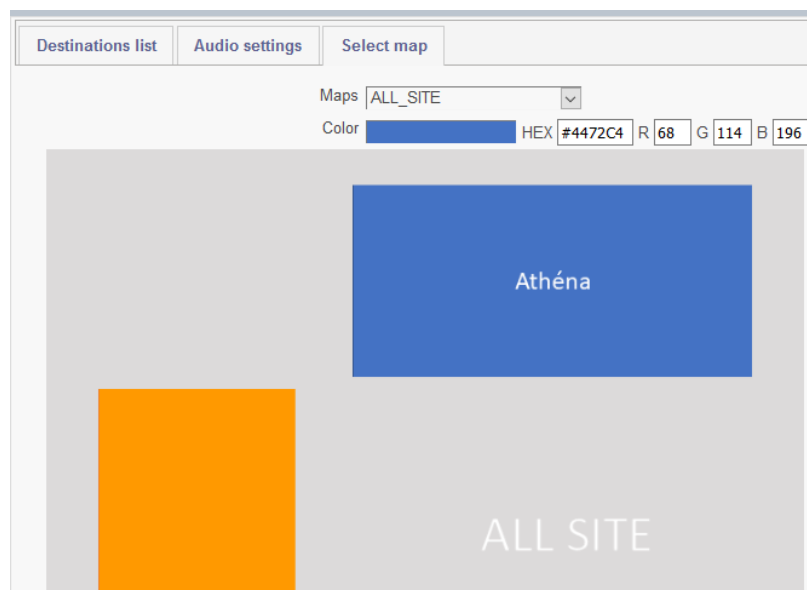 Destinations list Audio settings Select map
Maps ALL_SITE
Color HEX #4472C4 R 68 G 114 B 196
Athéna
ALL SITE